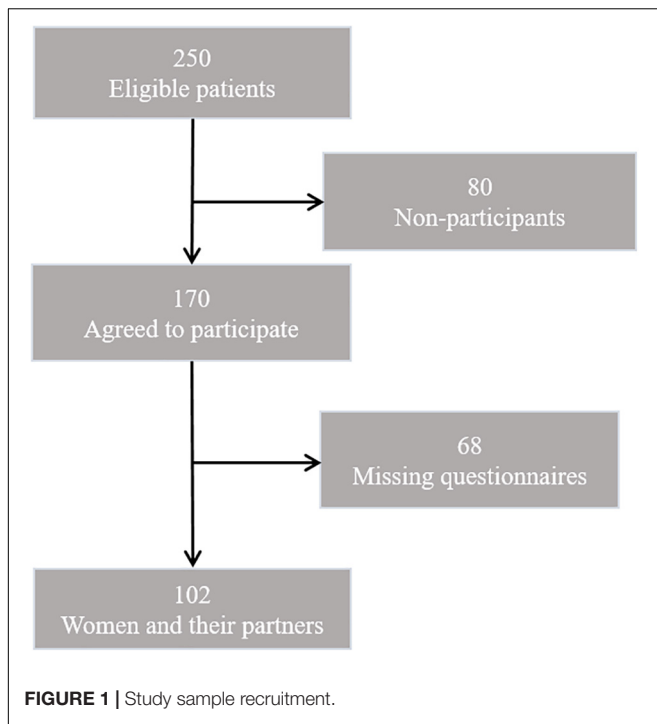 250
Eligible patients
80
Non-participants
170
Agreed to participate
68
Missing questionnaires
102
Women and their partners
FIGURE 1 | Study sample recruitment.